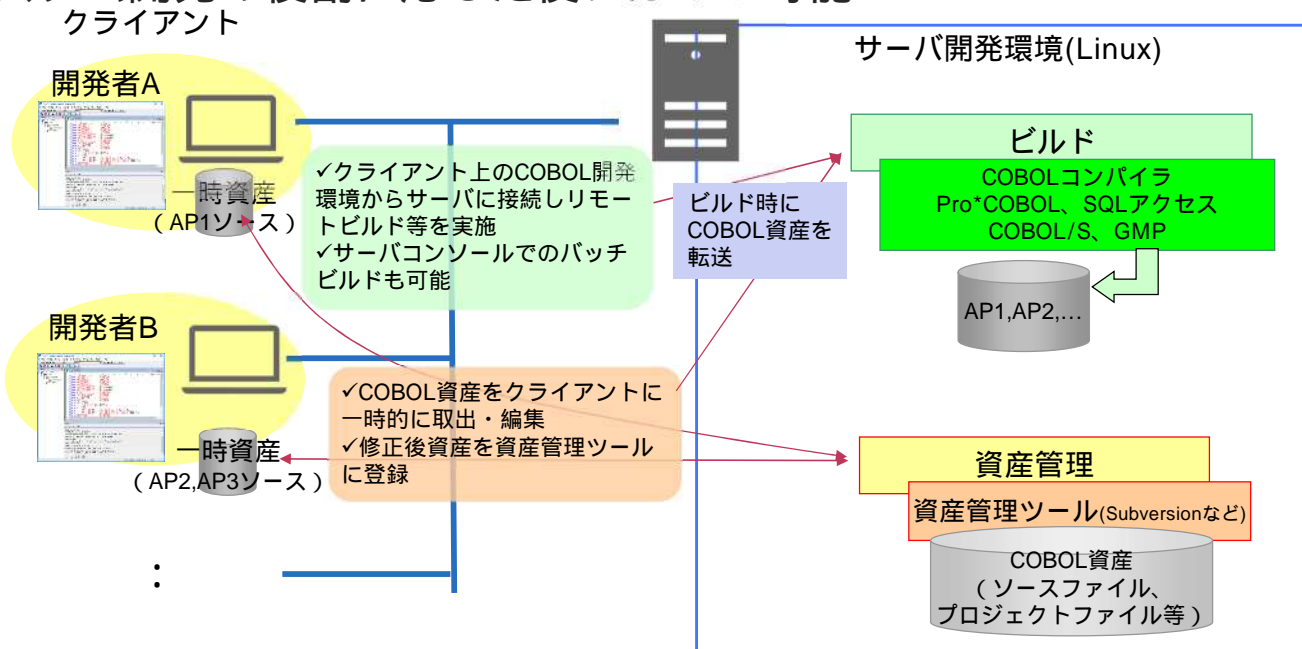 クライアント
サーバ開発環境(Linux)
開発者A
一時資産
(AP1ソース)
✓クライアント上のCOBOL開発
環境からサーバに接続しリモー
トビルド等を実施
✓サーバコンソールでのバッチ
ビルドも可能
ビルド時に
COBOL資産を
転送
ビルド
COBOLコンパイラ
Pro*COBOL、SQLアクセス
COBOL/S、GMP
AP1,AP2,…
開発者B
一時資産
(AP2,AP3ソース)
✓COBOL資産をクライアントに
一時的に取出・編集
✓修正後資産を資産管理ツール
に登録
資産管理
資産管理ツール(Subversionなど)
COBOL資産
(ソースファイル、
プロジェクトファイル等)
: